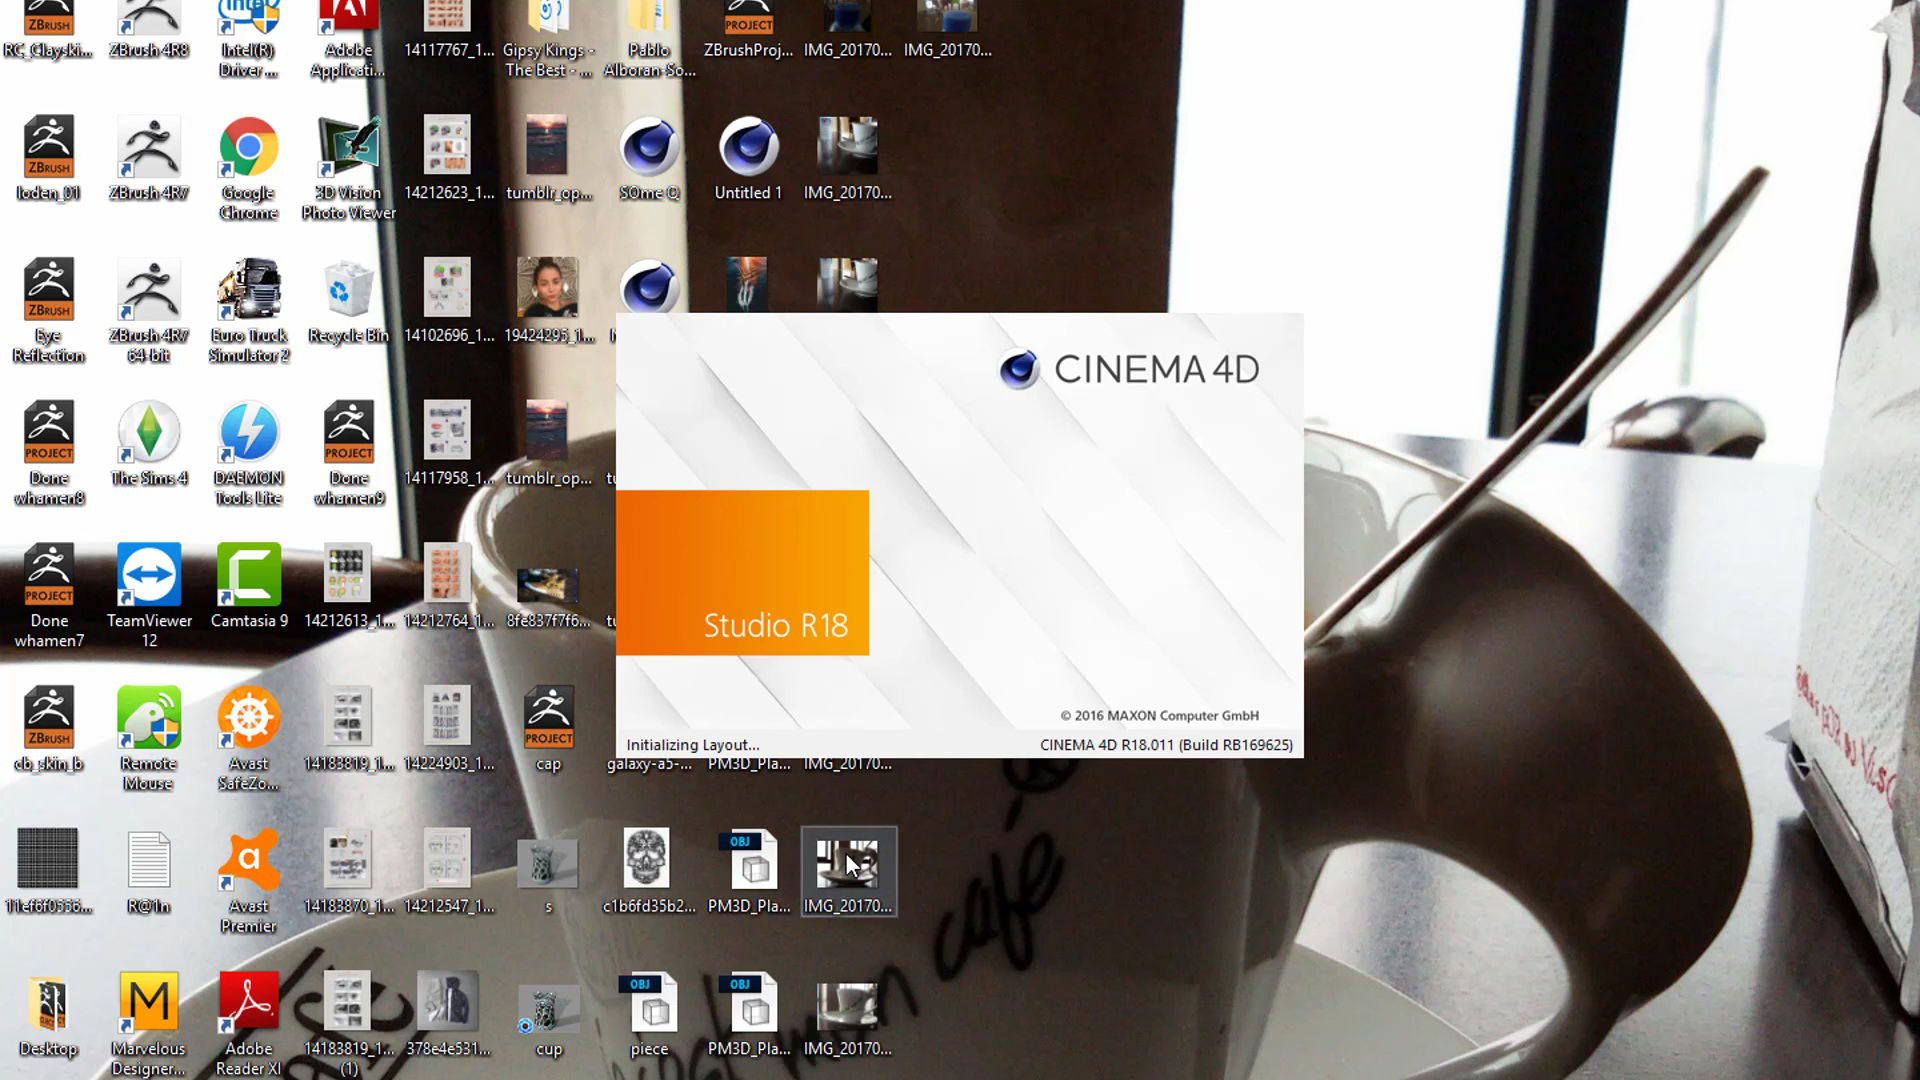 ZBRUSH
RC_Clayski...
ZBrush 4R8
Intel(R)
Driver ...
Adobe
Applicati...
14117767_1...
Gipsy Kings -
The Best - ...
Pablo
Alboran-So...
PROJECT
ZBrushProj...
IMG_20170...
IMG_20170...
ZBRUSH
loden_01
ZBrush 4R7
Google
Chrome
3D Vision
Photo Viewer
14212623_1...
tumblr_op...
SOme Q
Untitled 1
IMG_20170...
ZBRUSH
Eye
Reflection
ZBrush 4R7
64-bit
Euro Truck
Simulator 2
Recycle Bin
14102696_1...
19424295_1...
CINEMA 4D
Studio R18
© 2016 MAXON Computer GmbH
Initializing Layout...
CINEMA 4D R18.011 (Build RB169625)
PROJECT
Done
whamen8
The Sims 4
DAEMON
Tools Lite
PROJECT
Done
whamen9
14117958_1...
tumblr_op...
PROJECT
Done
whamen7
TeamViewer
12
Camtasia 9
14212613_1...
14212764_1...
8fe837f7f6...
ZBRUSH
cb_skin_b
Remote
Mouse
Avast
SafeZo...
14183819_1...
14224903_1...
PROJECT
cap
galaxy-a5-...
PM3D_Pla...
IMG_20170...
11ef6f0536...
R@1n
Avast
Premier
14183870_1...
14212547_1...
s
c1b6fd35b2...
OBJ
PM3D_Pla...
IMG_20170...
Desktop
Marvelous
Designer...
Adobe
Reader XI
14183819_1...
(1)
378e4e531...
cup
OBJ
piece
OBJ
PM3D_Pla...
IMG_20170...
café